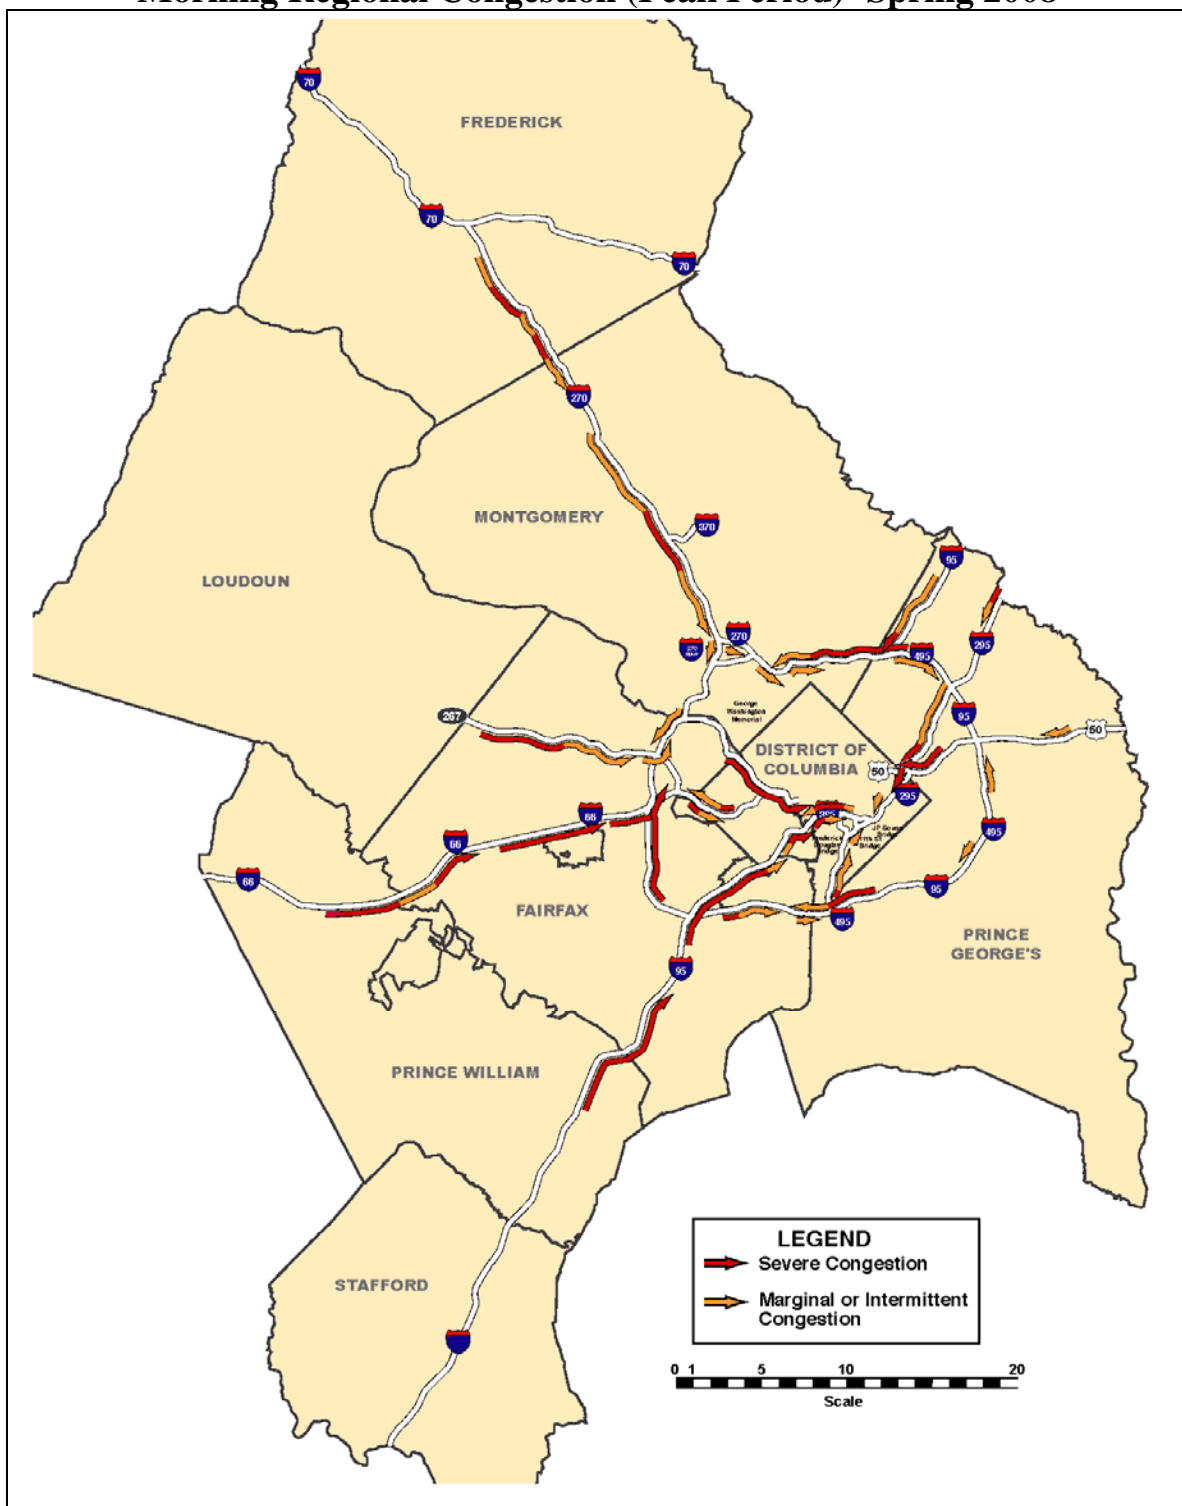 Morning Regional Congestion (Peak Period)- Spring 2008
70
FREDERICK
70
70
270
MONTGOMERY
370
95
LOUDOUN
270
295
270
495
George
Washington
Memorial
267
95
50
DISTRICT OF
COLUMBIA
50
295
66
395
66
495
66
95
FAIRFAX
495
PRINCE
GEORGE'S
95
PRINCE WILLIAM
STAFFORD
LEGEND
Severe Congestion
Marginal or Intermittent
Congestion
0 1 5 10 20
Scale